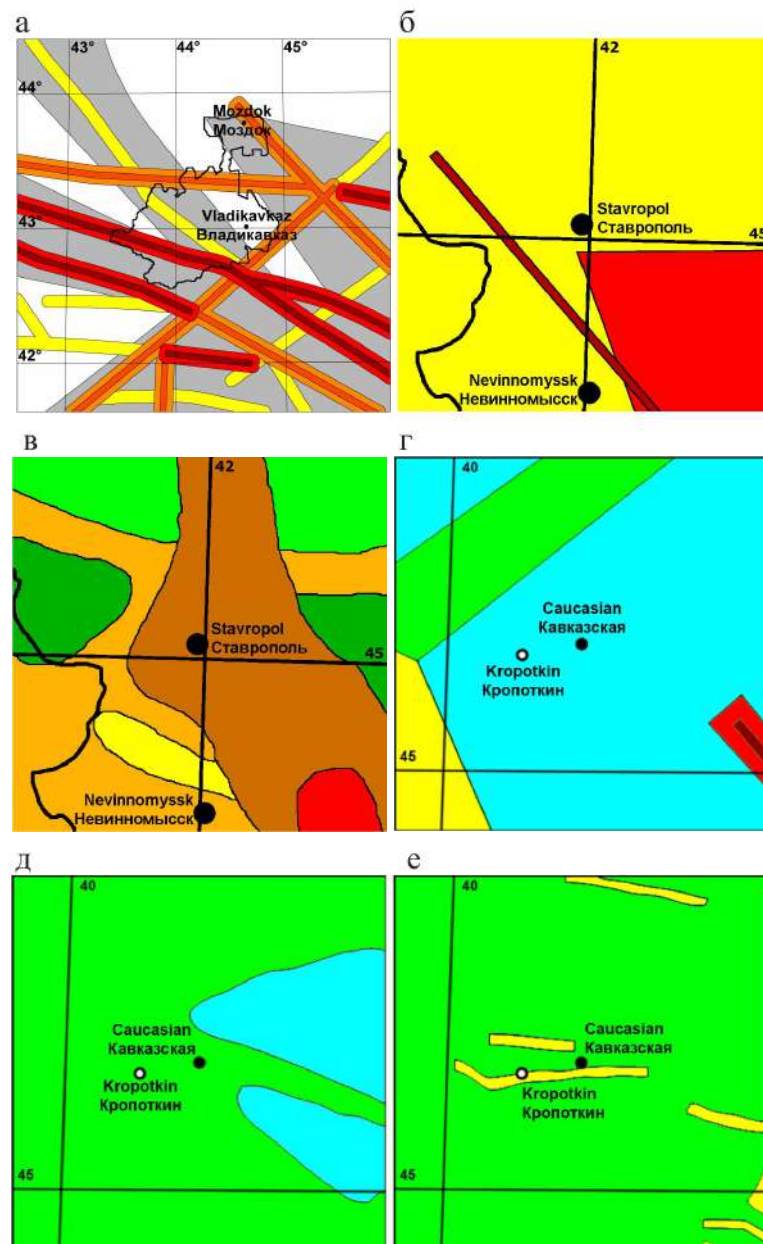 а
43°
44°
45°
44°
Mozdok
Моздок
43°
Vladikavkaz
Владикавказ
42°
б
42
Stavropol
Ставрополь
45
Nevinnomyssk
Невинномысск
в
42
Stavropol
Ставрополь
45
Nevinnomyssk
Невинномысск
г
40
Caucasian
Кавказская
Kropotkin
Кропоткин
45
д
40
Caucasian
Кавказская
Kropotkin
Кропоткин
45
е
40
Caucasian
Кавказская
Kropotkin
Кропоткин
45